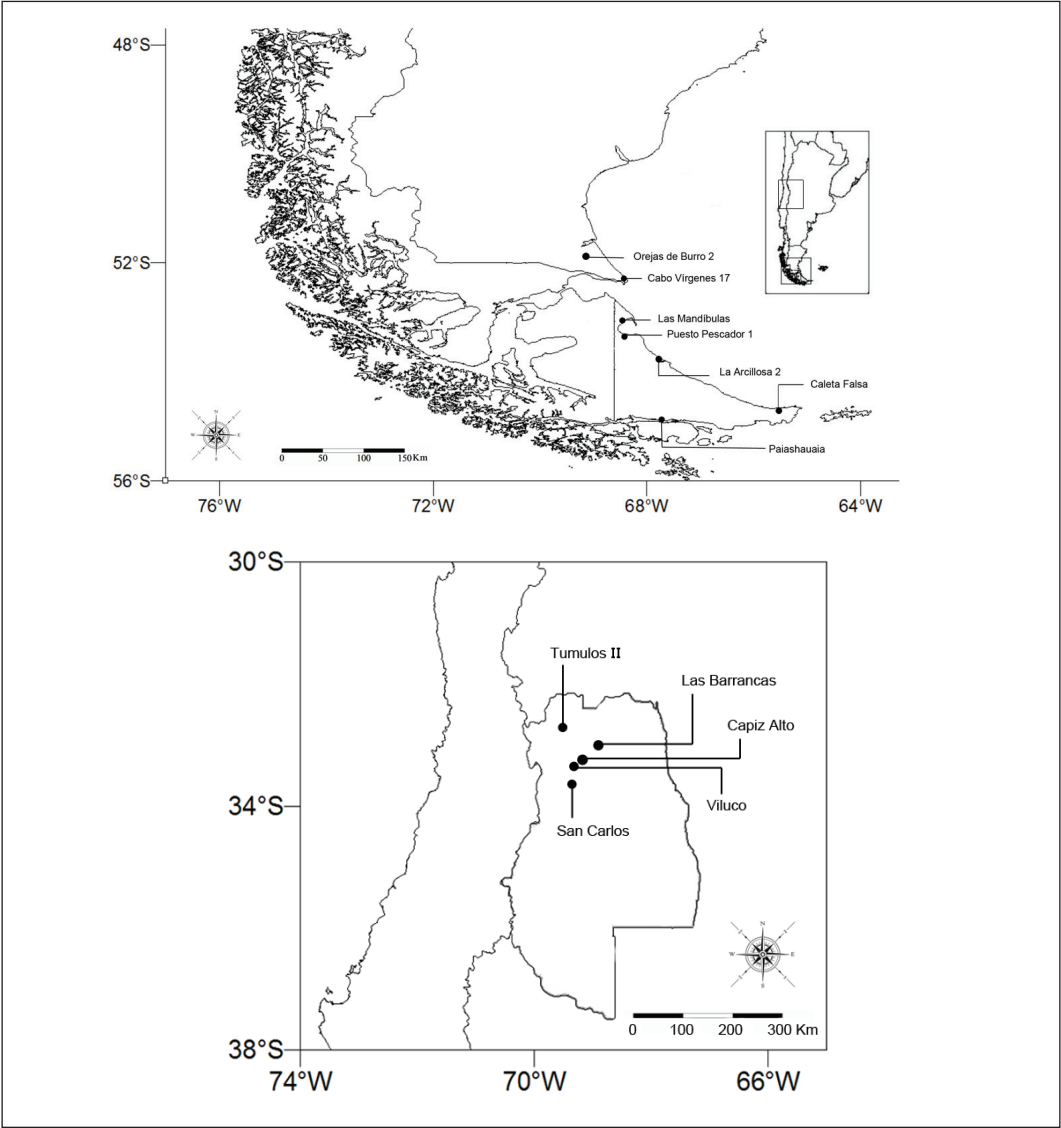 48°S
52°S
56°S
76°W
72°W
68°W
64°W
Orejas de Burro 2
Cabo Vírgenes 17
Las Mandíbulas
Puesto Pescador 1
La Arcillosa 2
Caleta Falsa
Paiashauaia
N
W
E
S
0 50 100 150Km
30°S
34°S
38°S
74°W
70°W
66°W
Tumulos II
Las Barrancas
Capiz Alto
Viluco
San Carlos
N
W
E
S
0 100 200 300 Km